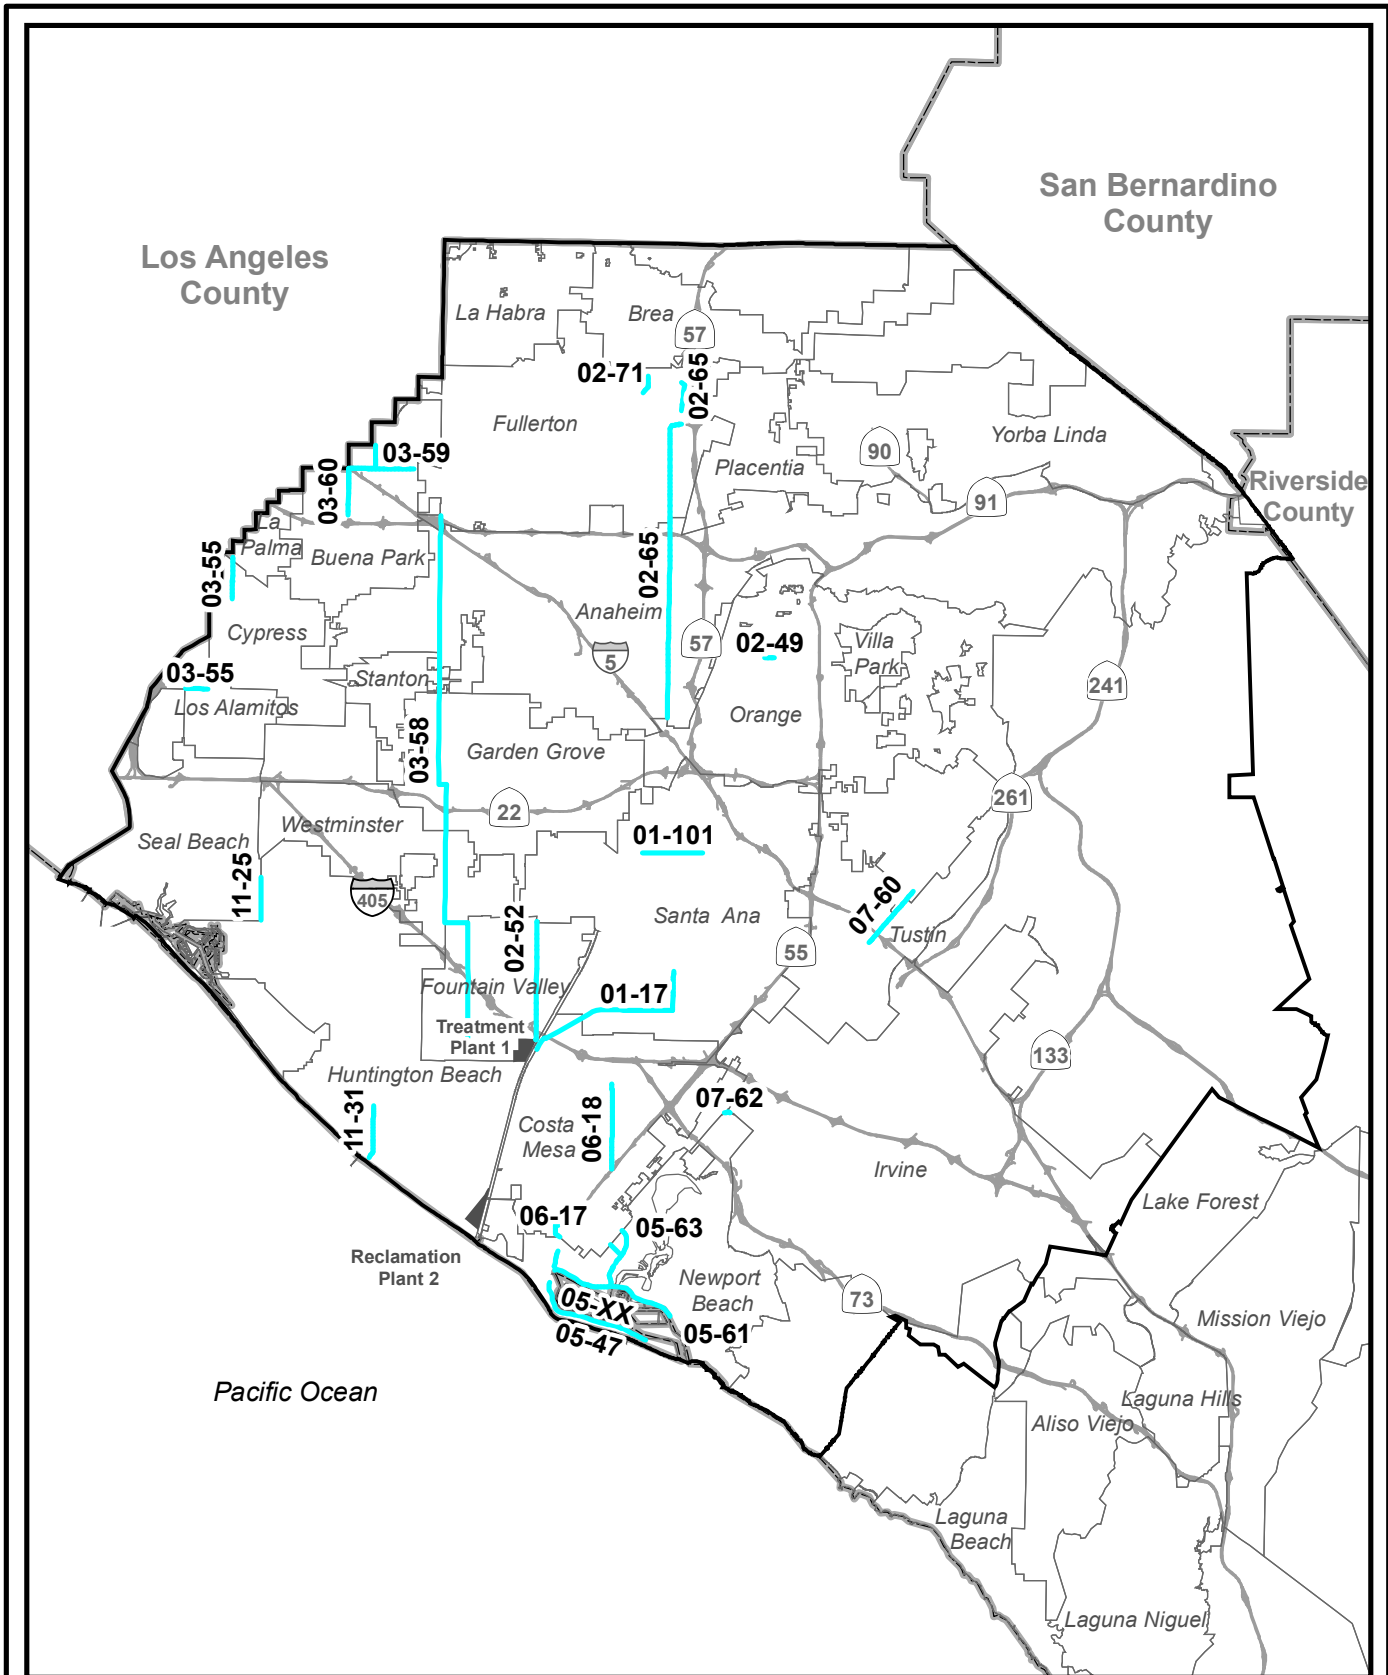 San Bernardino
County
Los Angeles
County
La Habra
Brea
57
02-71
02-65
Fullerton
Yorba Linda
90
03-59
Placentia
03-60
91
Riverside
County
La
Palma
Buena Park
03-55
02-65
Anaheim
Cypress
57
02-49
Villa
Park
5
03-55
Stanton
241
Los Alamitos
Orange
03-58
Garden Grove
261
22
Westminster
Seal Beach
01-101
11-25
405
07-60
Santa Ana
02-52
Tustin
55
Fountain Valley
01-17
Treatment
Plant 1
133
Huntington Beach
07-62
11-31
Costa
Mesa
06-18
Irvine
Lake Forest
06-17
05-63
Reclamation
Plant 2
Newport
Beach
73
05-XX
Mission Viejo
05-47
05-61
Pacific Ocean
Laguna Hills
Aliso Viejo
Laguna
Beach
Laguna Niguel